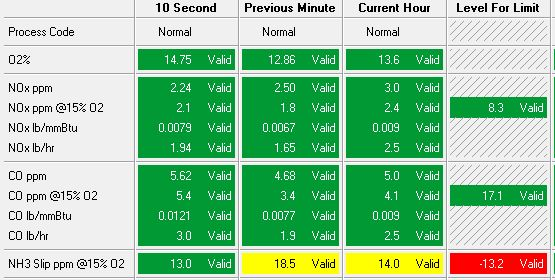 10 Second Previous Minute Current Hour Level For Limit
Process Code Normal Normal Normal
O2% 14.75 Valid 12.86 Valid 13.6 Valid
NOx ppm 2.24 Valid 2.50 Valid 3.0 Valid
NOx ppm @15% O2 2.1 Valid 1.8 Valid 2.4 Valid 8.3 Valid
NOx lb/mmBtu 0.0079 Valid 0.0067 Valid 0.009 Valid
NOx lb/hr 1.94 Valid 1.65 Valid 2.5 Valid
CO ppm 5.62 Valid 4.68 Valid 5.0 Valid
CO ppm @15% O2 5.4 Valid 3.4 Valid 4.1 Valid 17.1 Valid
CO lb/mmBtu 0.0121 Valid 0.0077 Valid 0.009 Valid
CO lb/hr 3.0 Valid 1.9 Valid 2.5 Valid
NH3 Slip ppm @15% O2 13.0 Valid 18.5 Valid 14.0 Valid -13.2 Valid